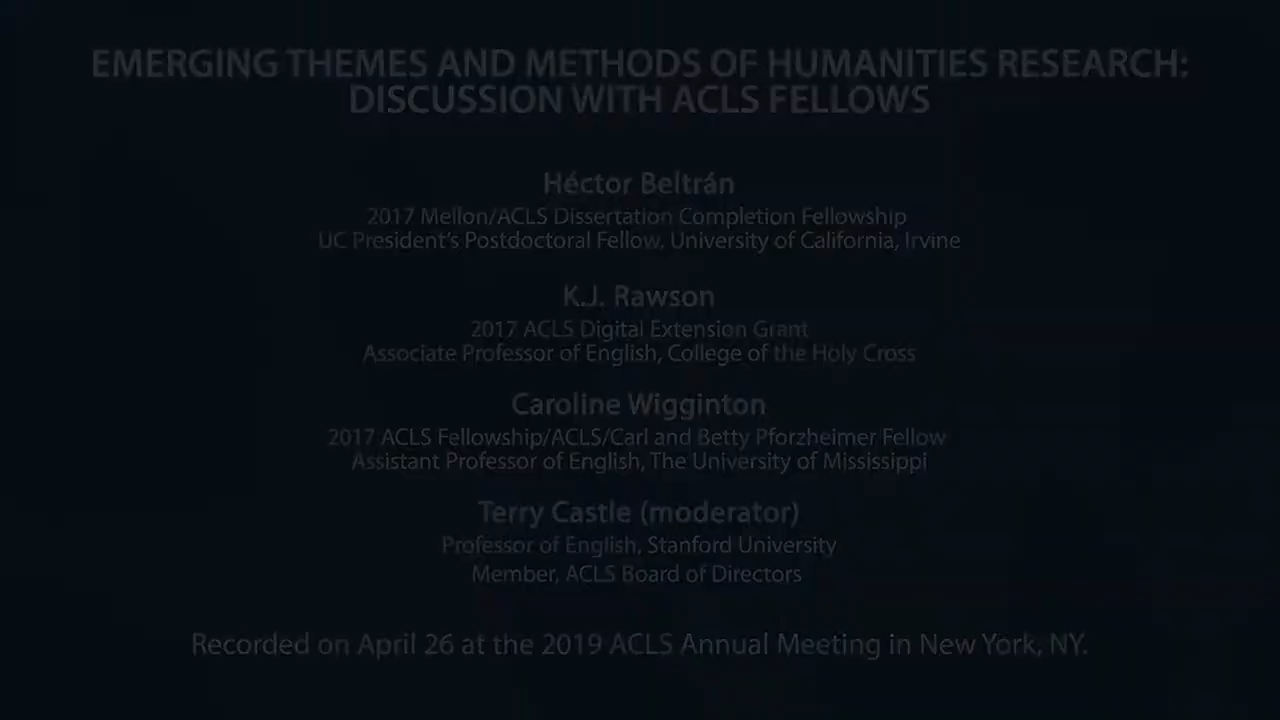 EMERGING THEMES AND METHODS OF HUMANITIES RESEARCH:
DISCUSSION WITH ACLS FELLOWS
Héctor Beltrán
2017 Mellon/ACLS Dissertation Completion Fellowship
UC President's Postdoctoral Fellow, University of California, Irvine
K.J. Rawson
2017 ACLS Digital Extension Grant
Associate Professor of English, College of the Holy Cross
Caroline Wigginton
2017 ACLS Fellowship/ACLS/Carl and Betty Pforzheimer Fellow
Assistant Professor of English, The University of Mississippi
Terry Castle (moderator)
Professor of English, Stanford University
Member, ACLS Board of Directors
Recorded on April 26 at the 2019 ACLS Annual Meeting in New York, NY.